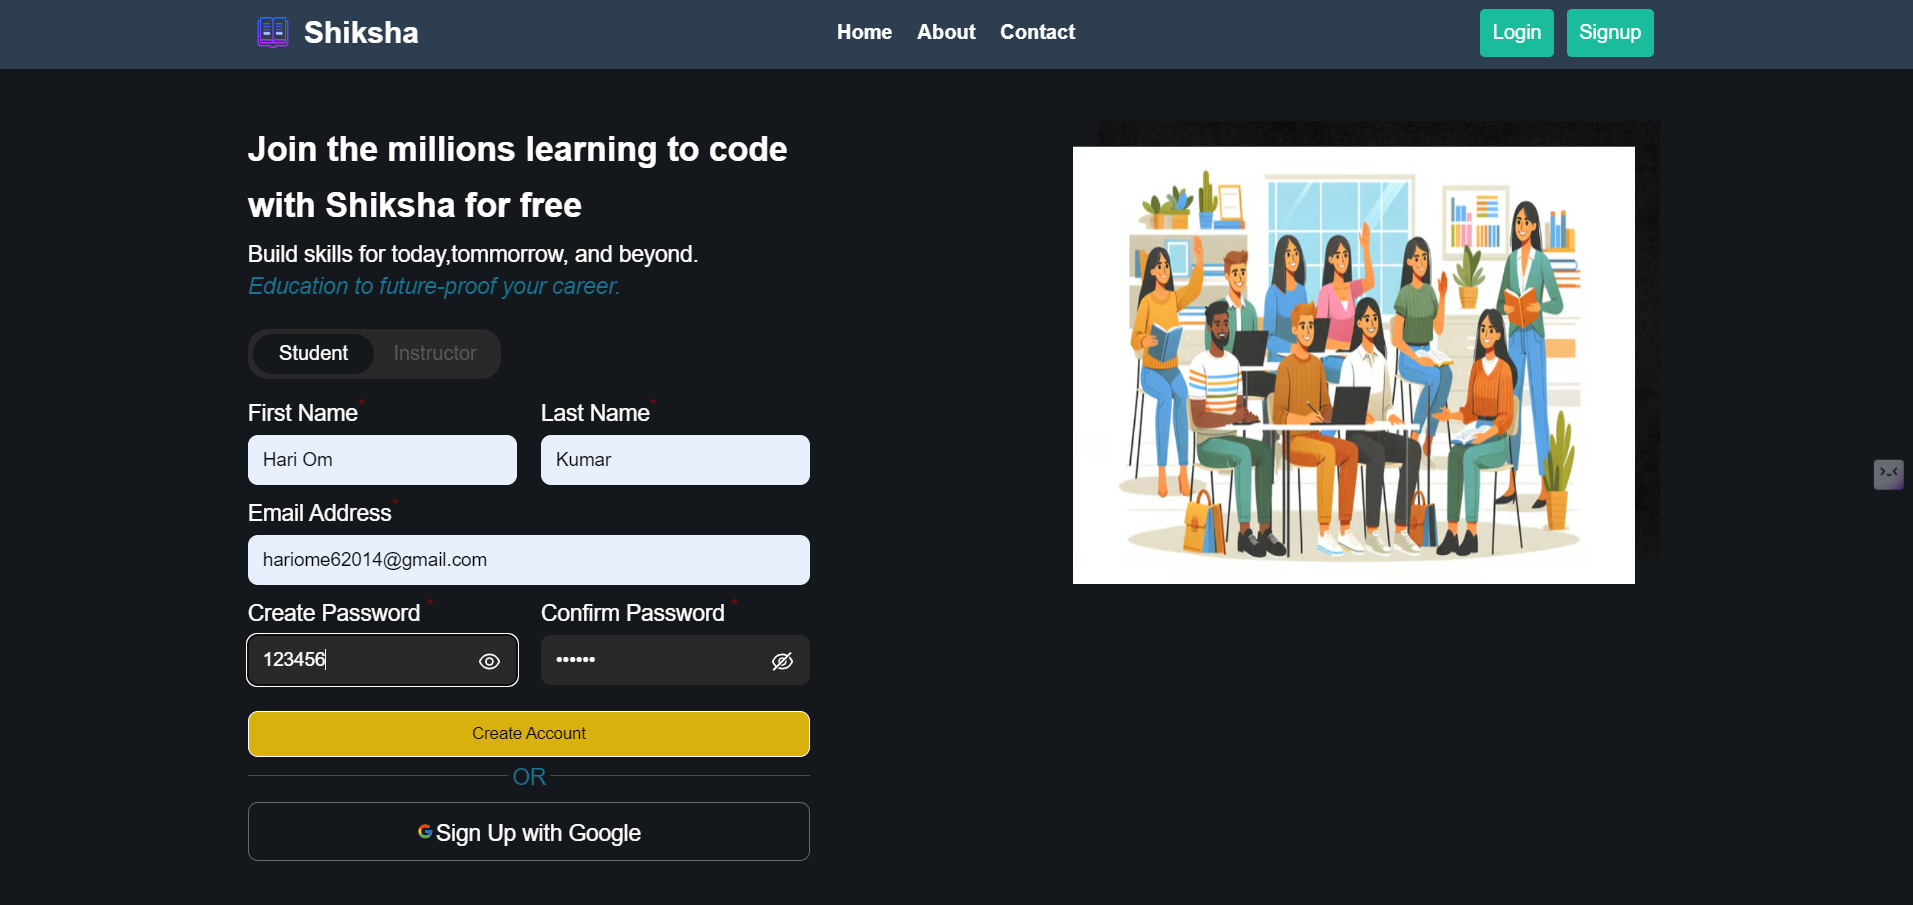 Shiksha
Home About Contact
Login Signup
Join the millions learning to code
with Shiksha for free
Build skills for today,tommorrow, and beyond.
Education to future-proof your career.
Student Instructor
First Name* Last Name*
Hari Om Kumar
Email Address*
hariome62014@gmail.com
Create Password * Confirm Password *
123456 ••••••
Create Account
OR
Sign Up with Google